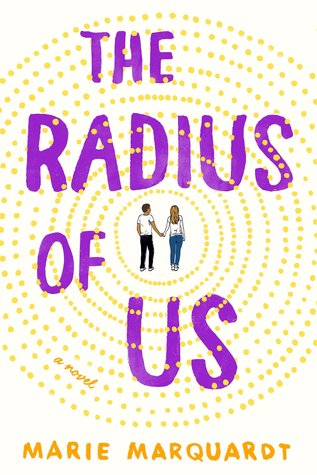 THE
RADIUS
OF
US
a novel
MARIE MARQUARDT